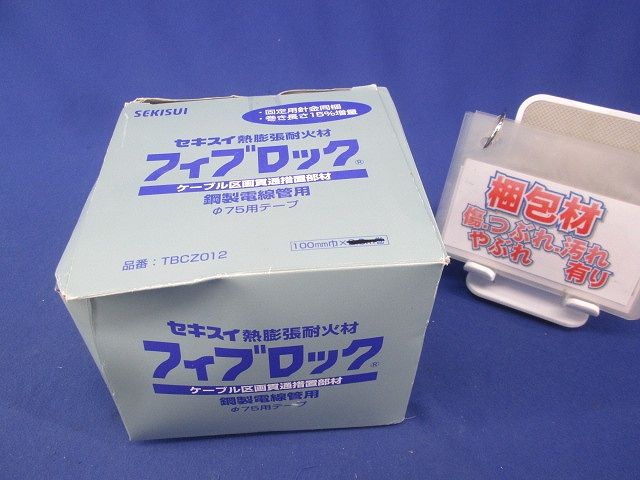 SEKISUI
・固定用針金同梱
・巻き長さ15%増量
セキスイ熱膨張耐火材
フィブロック®
ケーブル区画貫通措置部材
鋼製電線管用
φ75用テープ
品番：TBCZ012
100mm巾×
セキスイ熱膨張耐火材
フィブロック®
ケーブル区画貫通措置部材
鋼製電線管用
φ75用テープ
梱包材
傷・つぶれ・汚れ
やぶれ 有り